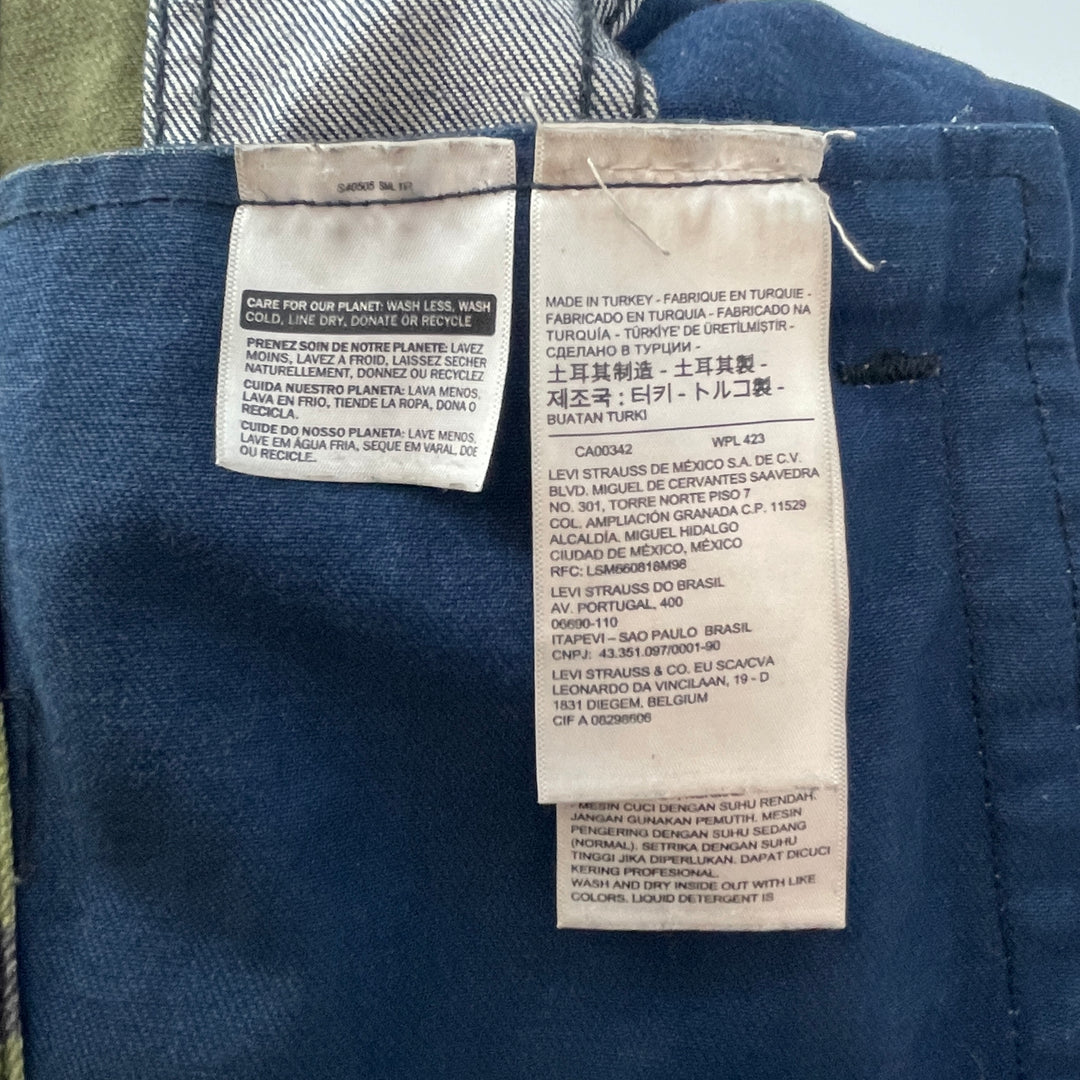 S40505 SML TR
CARE FOR OUR PLANET: WASH LESS, WASH
COLD, LINE DRY, DONATE OR RECYCLE
PRENEZ SOIN DE NOTRE PLANETE: LAVEZ
MOINS, LAVEZ A FROID, LAISSEZ SECHER
NATURELLEMENT, DONNEZ OU RECYCLEZ
CUIDA NUESTRO PLANETA: LAVA MENOS,
LAVA EN FRIO, TIENDE LA ROPA, DONA O
RECICLA.
CUIDE DO NOSSO PLANETA: LAVE MENOS,
LAVE EM ÁGUA FRIA, SEQUE EM VARAL, DOE
OU RECICLE.
MADE IN TURKEY - FABRIQUE EN TURQUIE -
FABRICADO EN TURQUIA - FABRICADO NA
TURQUÍA - TÜRKİYE' DE ÜRETİLMİŞTİR -
СДЕЛАНО В ТУРЦИИ -
土耳其制造 - 土耳其製 -
제조국 : 터키 - トルコ製 -
BUATAN TURKI
CA00342 WPL 423
LEVI STRAUSS DE MÉXICO S.A. DE C.V.
BLVD. MIGUEL DE CERVANTES SAAVEDRA
NO. 301, TORRE NORTE PISO 7
COL. AMPLIACIÓN GRANADA C.P. 11529
ALCALDÍA. MIGUEL HIDALGO
CIUDAD DE MÉXICO, MÉXICO
RFC: LSM660818M98
LEVI STRAUSS DO BRASIL
AV. PORTUGAL, 400
06690-110
ITAPEVI – SAO PAULO BRASIL
CNPJ: 43.351.097/0001-90
LEVI STRAUSS & CO. EU SCA/CVA
LEONARDO DA VINCILAAN, 19 - D
1831 DIEGEM, BELGIUM
CIF A 08298606
MESIN CUCI DENGAN SUHU RENDAH.
JANGAN GUNAKAN PEMUTIH. MESIN
PENGERING DENGAN SUHU SEDANG
(NORMAL). SETRIKA DENGAN SUHU
TINGGI JIKA DIPERLUKAN. DAPAT DICUCI
KERING PROFESIONAL.
WASH AND DRY INSIDE OUT WITH LIKE
COLORS. LIQUID DETERGENT IS